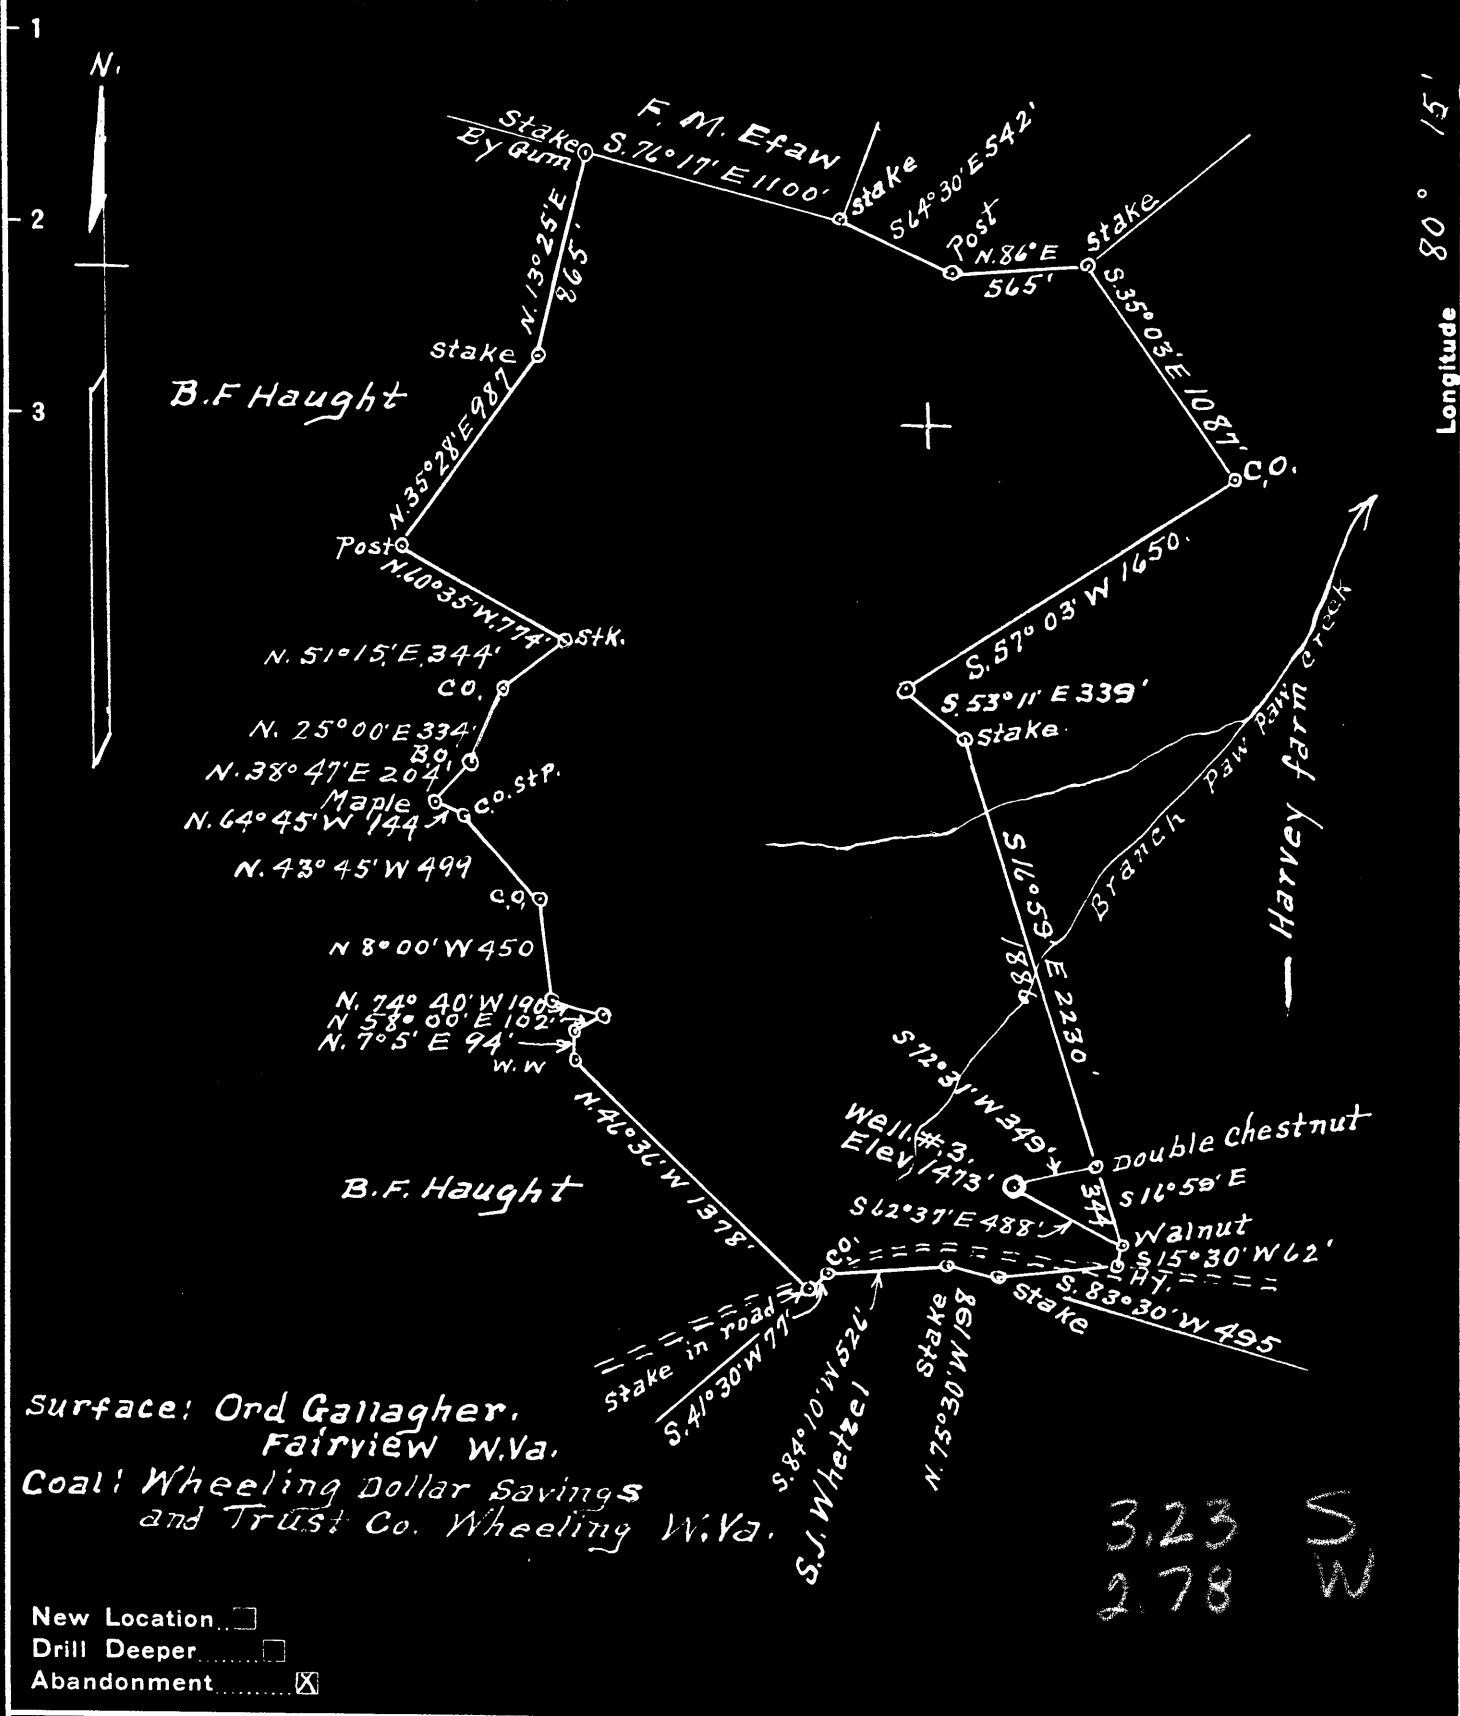 1
N.
2
3
80° 15'
Longitude
F. M. Efaw
Stake
By Gum
S. 76° 17' E 1100'
stake
S 64° 30' E 542'
Post
N. 86° E
565'
stake
S. 35° 03' E 1087'
C.O.
N. 13° 25' E
865'
stake
B.F Haught
N. 35° 28' E 987
Post
N. 60° 35' W. 774'
Stk.
N. 51° 15' E. 344'
C.O.
N. 25° 00' E 334'
B.O.
N. 38° 47' E 204'
Maple
C.O. StP.
N. 64° 45' W 144
N. 43° 45' W 499
C.O.
N 8° 00' W 450
N. 74° 40' W 190'
N 58° 00' E 102'
N. 7° 5' E 94'
W. W
N. 46° 36' W 1378'
B.F. Haught
S. 57° 03' W 1650.
S. 53° 11' E 339'
Stake.
S 16° 59' E 2230'
1886
Branch Paw Paw Creek
— Harvey farm
S 72° 31' W 349'
Well. #. 3.
Elev. 1473'
Double Chestnut
344
S 16° 59' E
S 62° 37' E 488'
Walnut
S 15° 30' W 62'
Hy.
S. 83° 30' W 495
Stake
C.O.
Stake in road
S. 41° 30' W 77'
S. 84° 10' W 526'
stake
N. 75° 30' W 198
S.J. Whetzel
Surface: Ord Gallagher.
Fairview W.Va.
Coal: Wheeling Dollar Savings
and Trust Co. Wheeling W.Va.
3.23 S
2.78 W
New Location
Drill Deeper
Abandonment X